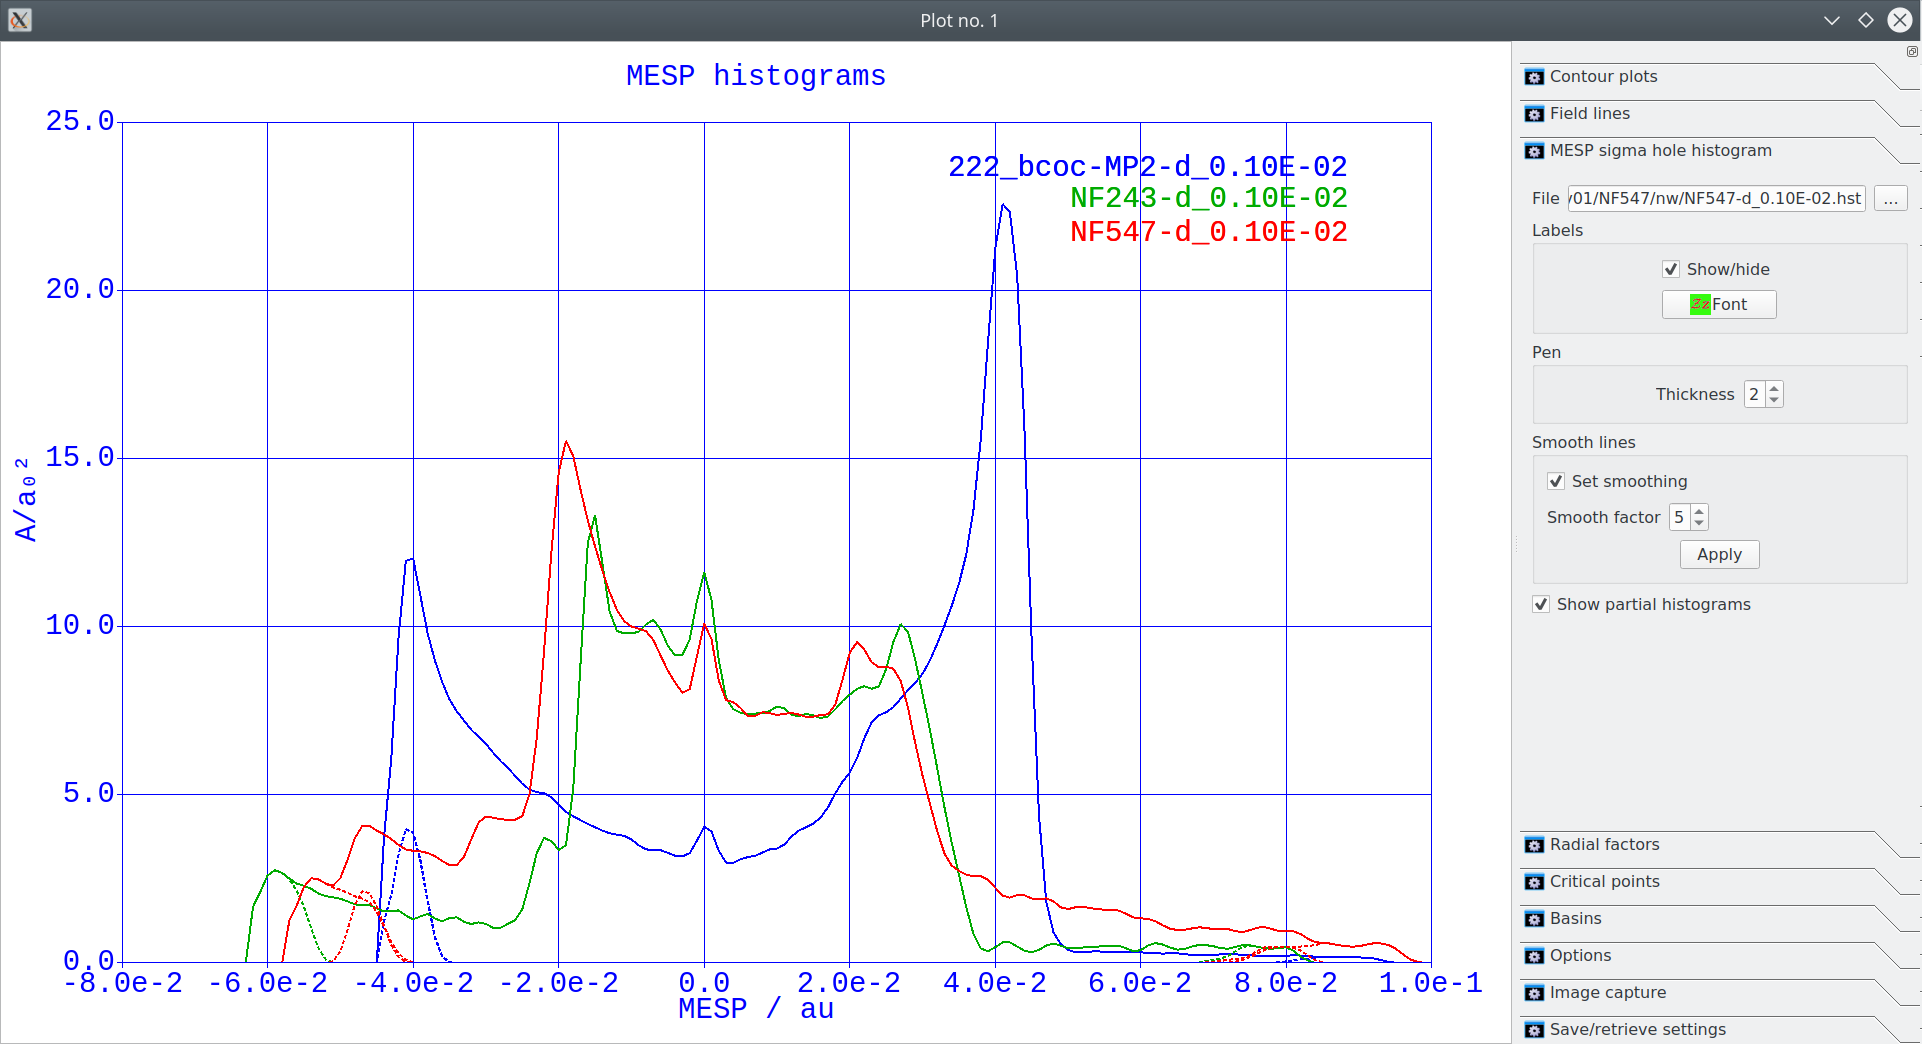 Plot no. 1
MESP histograms
25.0
20.0
15.0
10.0
5.0
0.0
A/a₀²
222_bcoc-MP2-d_0.10E-02
NF243-d_0.10E-02
NF547-d_0.10E-02
-8.0e-2 -6.0e-2 -4.0e-2 -2.0e-2 0.0 2.0e-2 4.0e-2 6.0e-2 8.0e-2 1.0e-1
MESP / au
Contour plots
Field lines
MESP sigma hole histogram
File /01/NF547/nw/NF547-d_0.10E-02.hst ...
Labels
Show/hide
Zz Font
Pen
Thickness 2
Smooth lines
Set smoothing
Smooth factor 5
Apply
Show partial histograms
Radial factors
Critical points
Basins
Options
Image capture
Save/retrieve settings